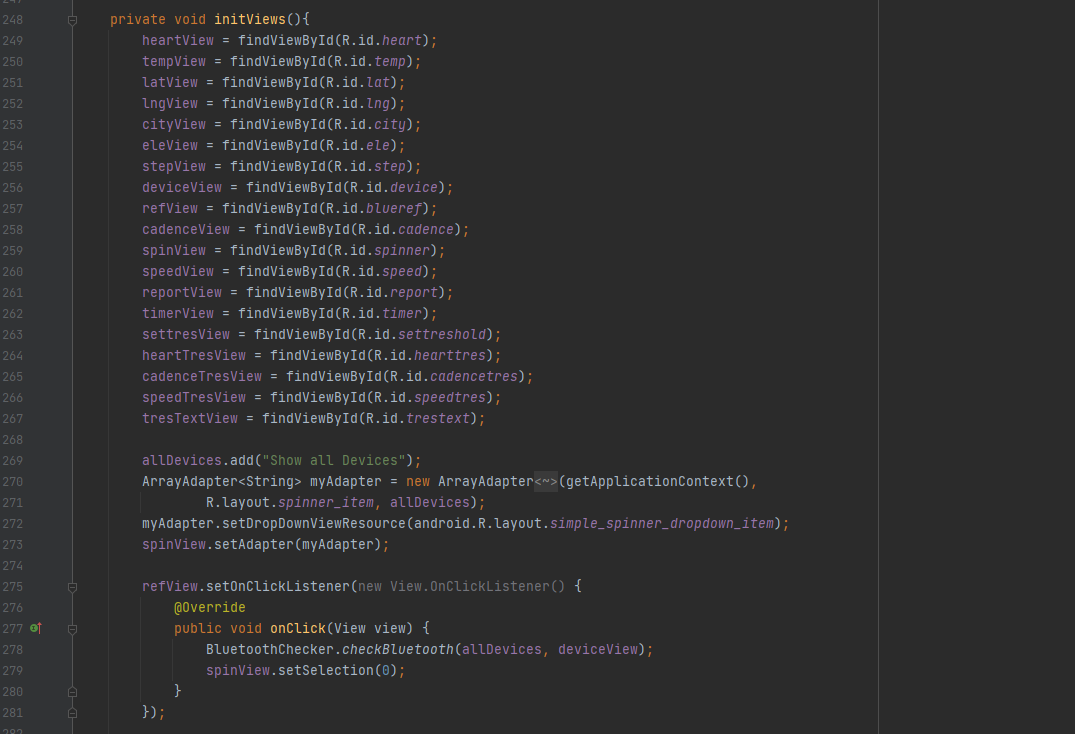 248 private void initViews(){
249 heartView = findViewById(R.id.heart);
250 tempView = findViewById(R.id.temp);
251 latView = findViewById(R.id.lat);
252 lngView = findViewById(R.id.lng);
253 cityView = findViewById(R.id.city);
254 eleView = findViewById(R.id.ele);
255 stepView = findViewById(R.id.step);
256 deviceView = findViewById(R.id.device);
257 refView = findViewById(R.id.blueref);
258 cadenceView = findViewById(R.id.cadence);
259 spinView = findViewById(R.id.spinner);
260 speedView = findViewById(R.id.speed);
261 reportView = findViewById(R.id.report);
262 timerView = findViewById(R.id.timer);
263 settresView = findViewById(R.id.settreshold);
264 heartTresView = findViewById(R.id.hearttres);
265 cadenceTresView = findViewById(R.id.cadencetres);
266 speedTresView = findViewById(R.id.speedtres);
267 tresTextView = findViewById(R.id.trestext);
268
269 allDevices.add("Show all Devices");
270 ArrayAdapter<String> myAdapter = new ArrayAdapter<~>(getApplicationContext(),
271 R.layout.spinner_item, allDevices);
272 myAdapter.setDropDownViewResource(android.R.layout.simple_spinner_dropdown_item);
273 spinView.setAdapter(myAdapter);
274
275 refView.setOnClickListener(new View.OnClickListener() {
276 @Override
277 public void onClick(View view) {
278 BluetoothChecker.checkBluetooth(allDevices, deviceView);
279 spinView.setSelection(0);
280 }
281 });